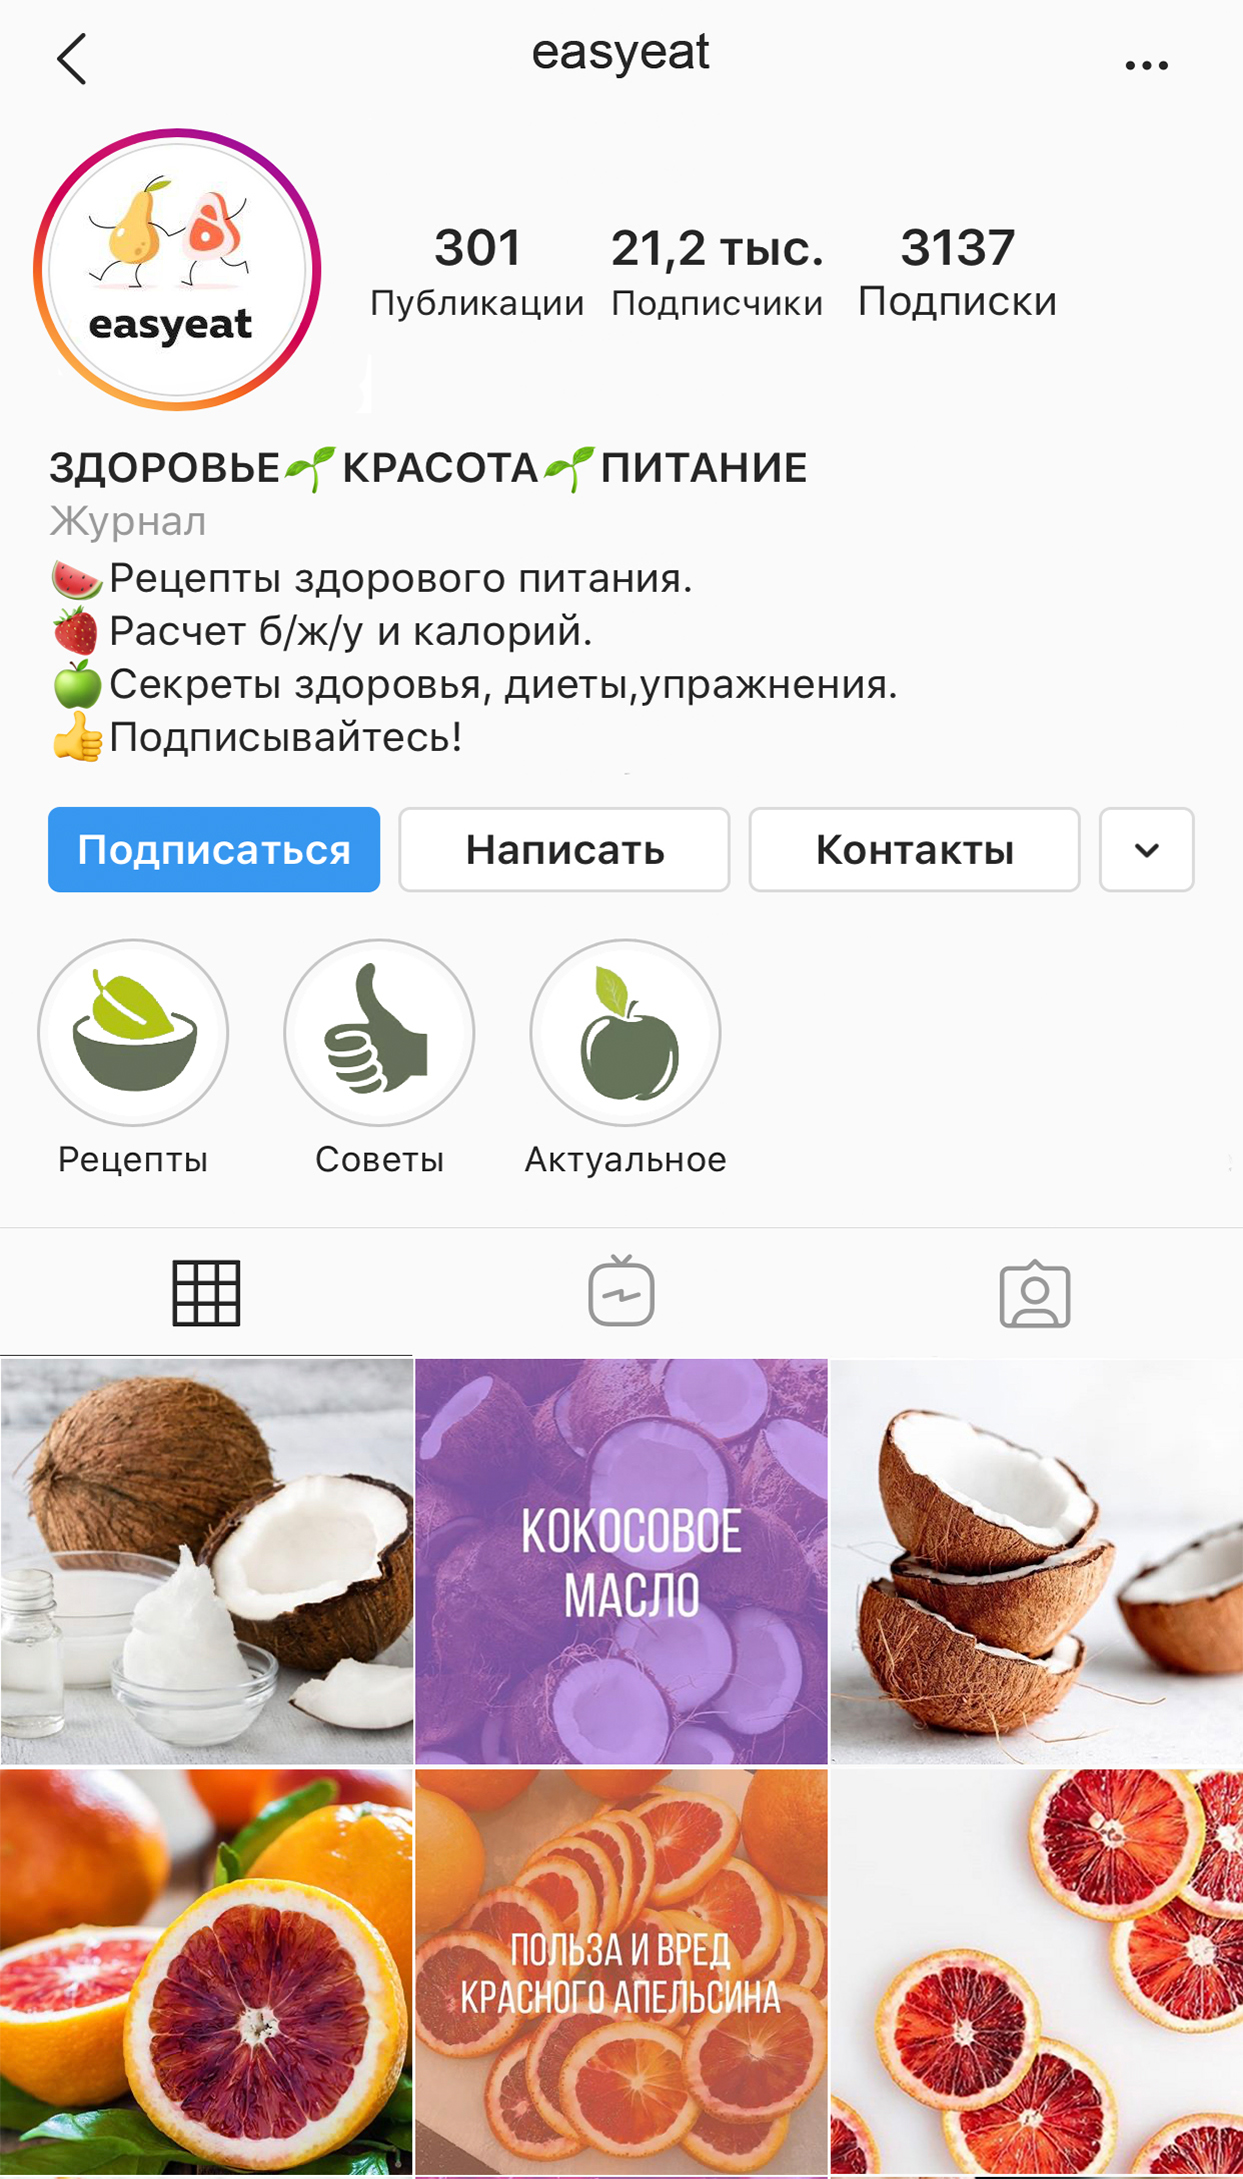 easyeat
easyeat
301 21,2 тыс. 3137
Публикации Подписчики Подписки
ЗДОРОВЬЕ🌱КРАСОТА🌱ПИТАНИЕ
Журнал
🍉Рецепты здорового питания.
🍓Расчет б/ж/у и калорий.
🍏Секреты здоровья, диеты,упражнения.
👍Подписывайтесь!
Подписаться Написать Контакты
Рецепты Советы Актуальное
КОКОСОВОЕ
МАСЛО
ПОЛЬЗА И ВРЕД
КРАСНОГО АПЕЛЬСИНА